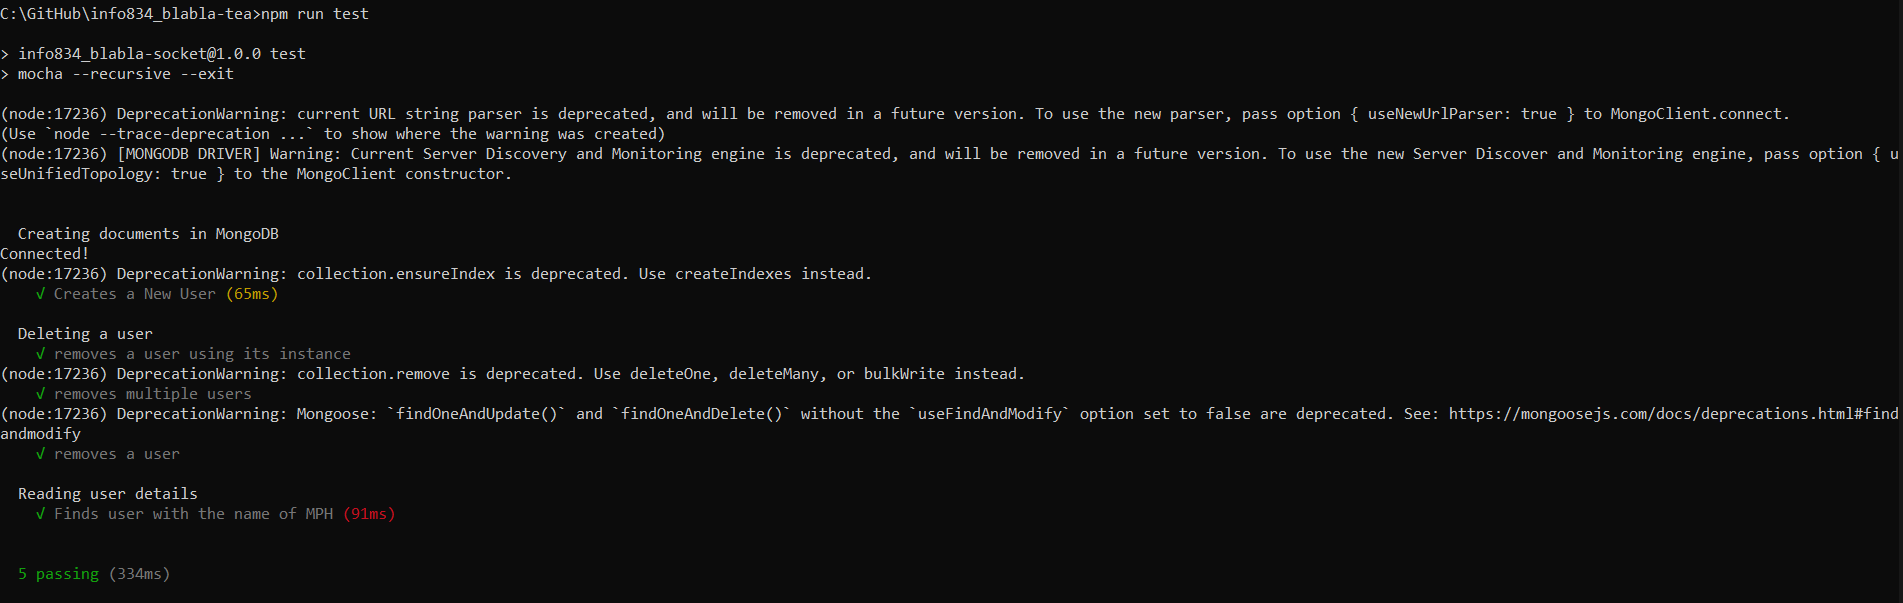 C:\GitHub\info834_blabla-tea>npm run test
> info834_blabla-socket@1.0.0 test
> mocha --recursive --exit
(node:17236) DeprecationWarning: current URL string parser is deprecated, and will be removed in a future version. To use the new parser, pass option { useNewUrlParser: true } to MongoClient.connect.
(Use `node --trace-deprecation ...` to show where the warning was created)
(node:17236) [MONGODB DRIVER] Warning: Current Server Discovery and Monitoring engine is deprecated, and will be removed in a future version. To use the new Server Discover and Monitoring engine, pass option { u
seUnifiedTopology: true } to the MongoClient constructor.
Creating documents in MongoDB
Connected!
(node:17236) DeprecationWarning: collection.ensureIndex is deprecated. Use createIndexes instead.
√ Creates a New User (65ms)
Deleting a user
√ removes a user using its instance
(node:17236) DeprecationWarning: collection.remove is deprecated. Use deleteOne, deleteMany, or bulkWrite instead.
√ removes multiple users
(node:17236) DeprecationWarning: Mongoose: `findOneAndUpdate()` and `findOneAndDelete()` without the `useFindAndModify` option set to false are deprecated. See: https://mongoosejs.com/docs/deprecations.html#find
andmodify
√ removes a user
Reading user details
√ Finds user with the name of MPH (91ms)
5 passing (334ms)